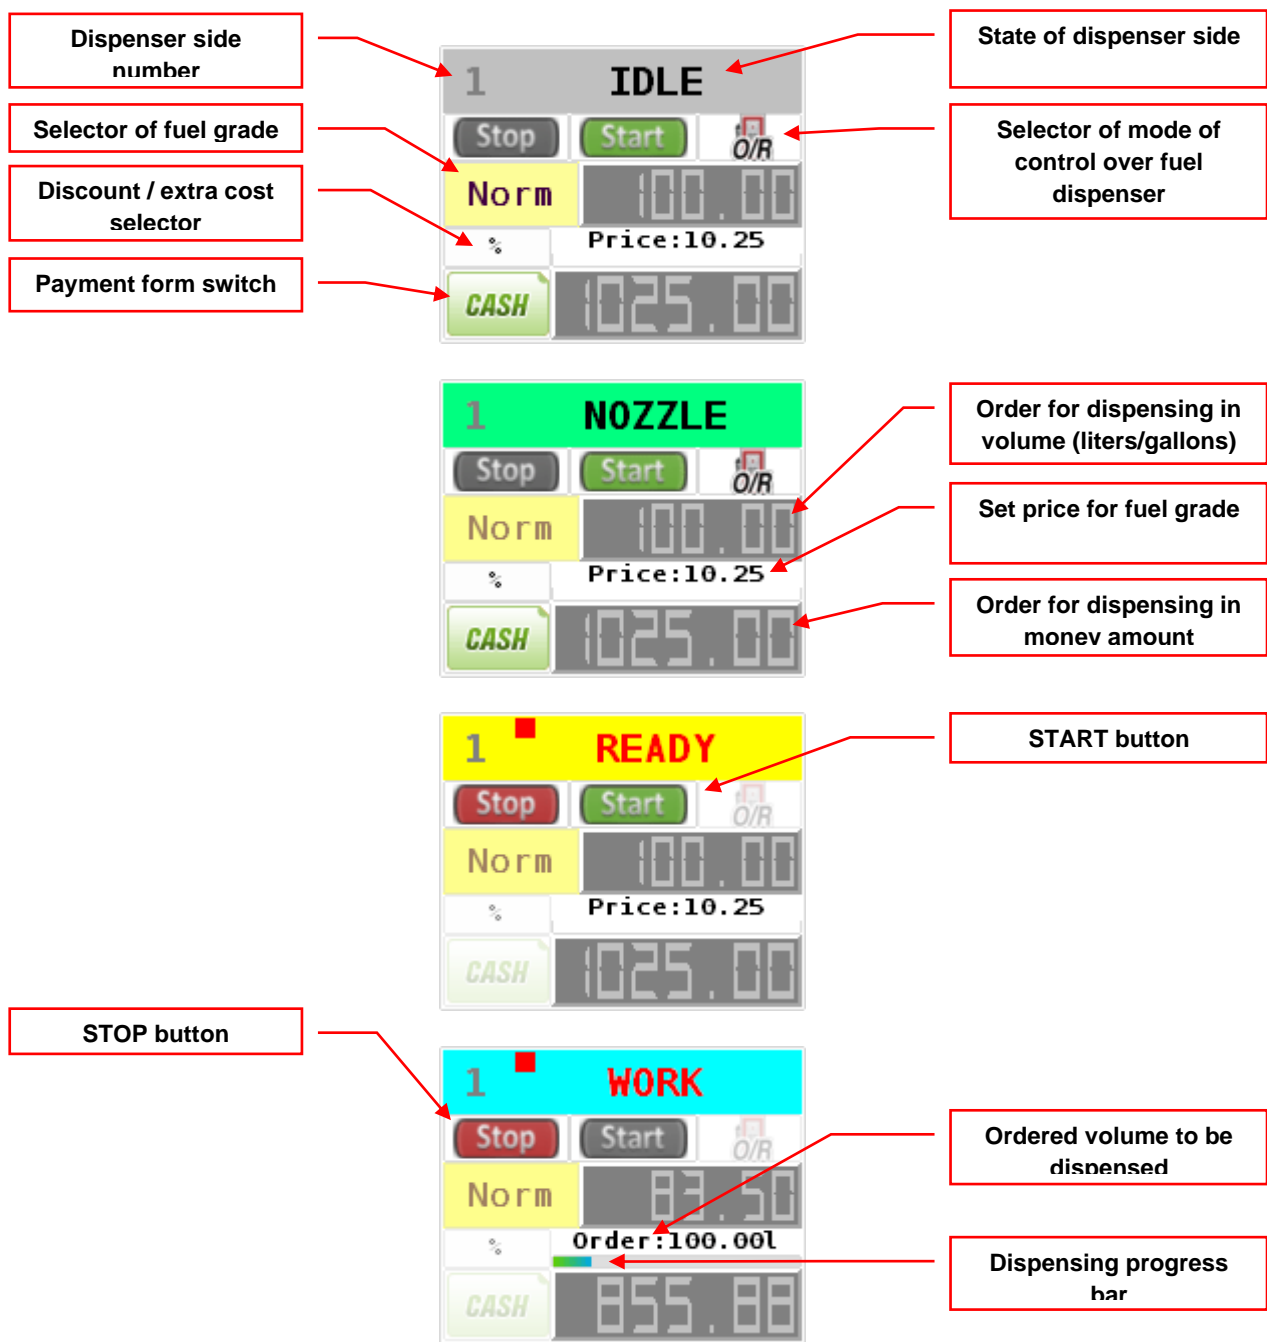 Dispenser side
number
State of dispenser side
1 IDLE
Selector of fuel grade
Stop Start O/R
Selector of mode of
control over fuel
dispenser
Discount / extra cost
selector
Norm 100.00
% Price:10.25
Payment form switch
CASH 1025.00
1 NOZZLE
Order for dispensing in
volume (liters/gallons)
Stop Start O/R
Norm 100.00
Set price for fuel grade
% Price:10.25
Order for dispensing in
money amount
CASH 1025.00
1 READY
START button
Stop Start O/R
Norm 100.00
% Price:10.25
CASH 1025.00
STOP button
1 WORK
Stop Start O/R
Ordered volume to be
dispensed
Norm 83.50
% Order:100.00l
Dispensing progress
bar
CASH 855.88